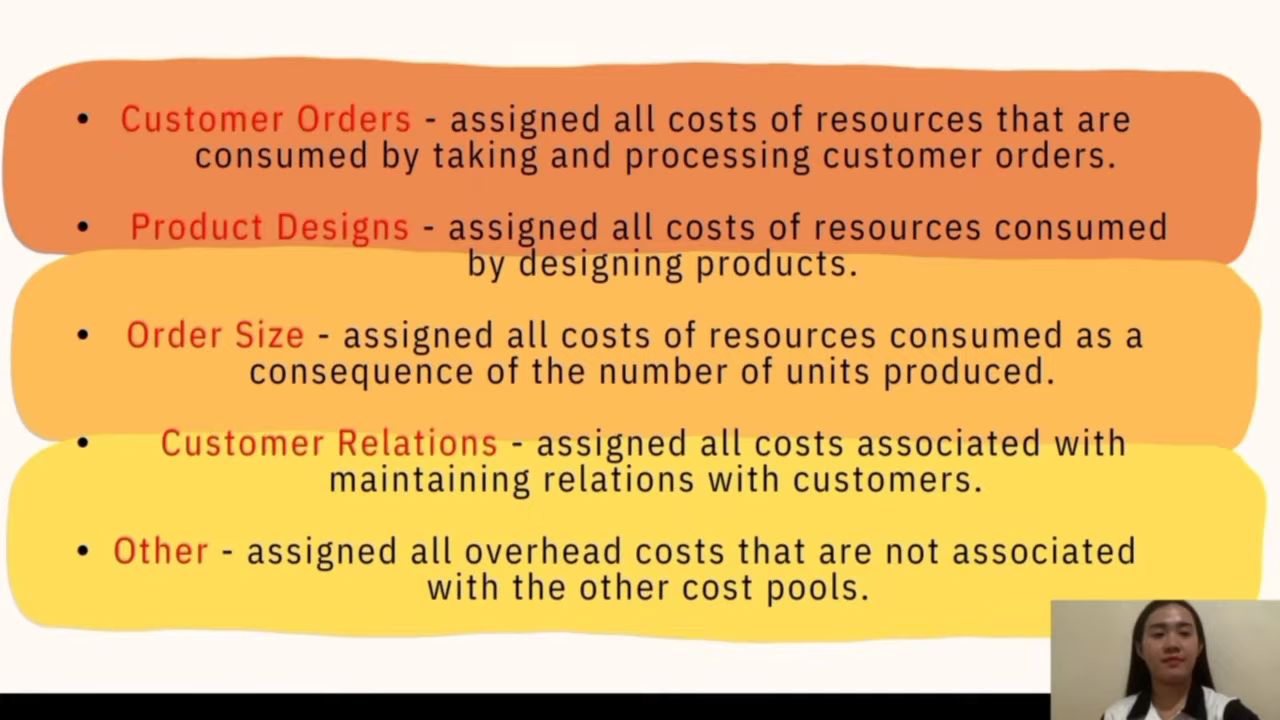 • Customer Orders - assigned all costs of resources that are
consumed by taking and processing customer orders.
• Product Designs - assigned all costs of resources consumed
by designing products.
• Order Size - assigned all costs of resources consumed as a
consequence of the number of units produced.
• Customer Relations - assigned all costs associated with
maintaining relations with customers.
• Other - assigned all overhead costs that are not associated
with the other cost pools.